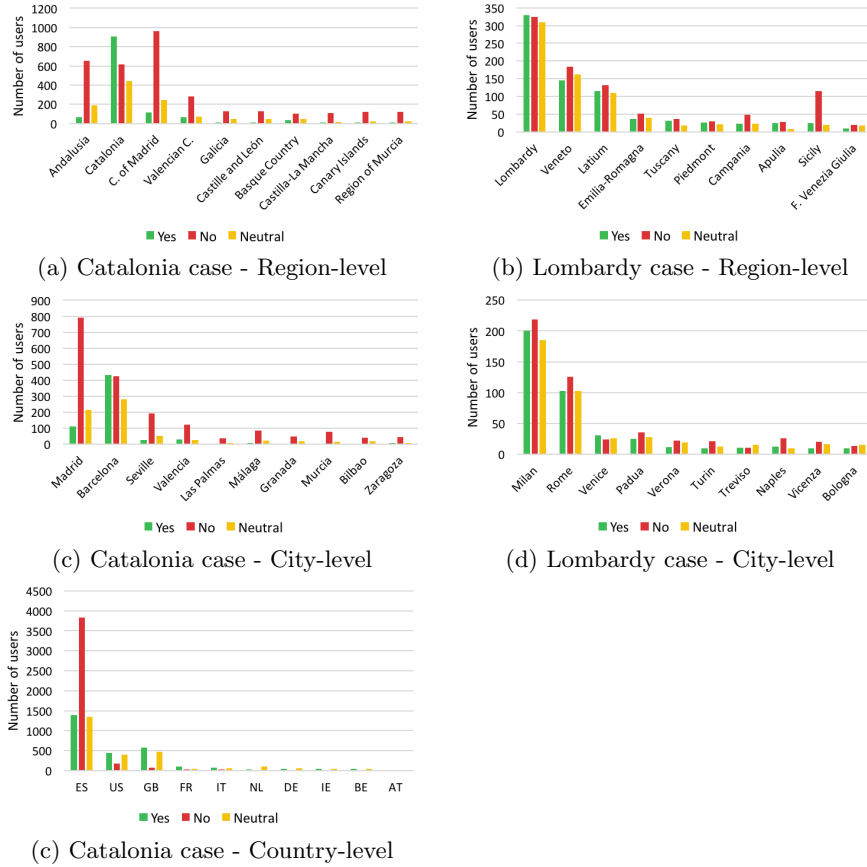 1200
1000
800
600
400
200
0
Number of users
Andalusia
Catalonia
C. of Madrid
Valencian C.
Galicia
Castille and León
Basque Country
Castilla-La Mancha
Canary Islands
Region of Murcia
Yes No Neutral
(a) Catalonia case - Region-level
350
300
250
200
150
100
50
0
Number of users
Lombardy
Veneto
Latium
Emilia-Romagna
Tuscany
Piedmont
Campania
Apulia
Sicily
F. Venezia Giulia
Yes No Neutral
(b) Lombardy case - Region-level
900
800
700
600
500
400
300
200
100
0
Number of users
Madrid
Barcelona
Seville
Valencia
Las Palmas
Málaga
Granada
Murcia
Bilbao
Zaragoza
Yes No Neutral
(c) Catalonia case - City-level
250
200
150
100
50
0
Number of users
Milan
Rome
Venice
Padua
Verona
Turin
Treviso
Naples
Vicenza
Bologna
Yes No Neutral
(d) Lombardy case - City-level
4500
4000
3500
3000
2500
2000
1500
1000
500
0
Number of users
ES US GB FR IT NL DE IE BE AT
Yes No Neutral
(c) Catalonia case - Country-level